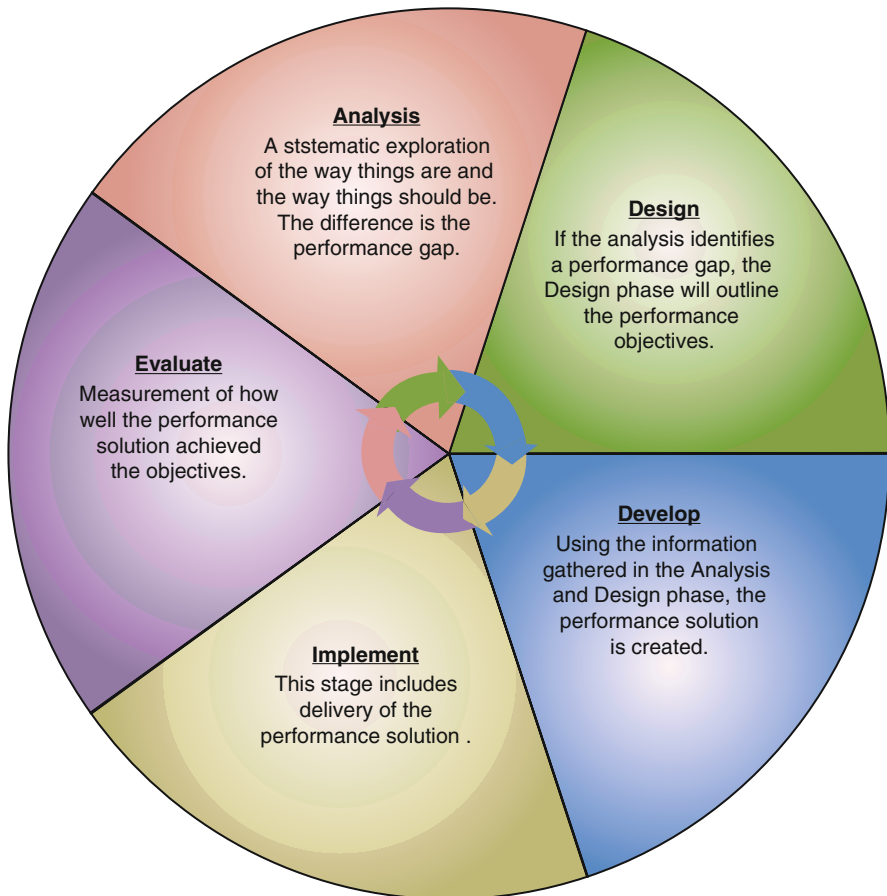 Analysis
A ststematic exploration
of the way things are and
the way things should be.
The difference is the
performance gap.
Design
If the analysis identifies
a performance gap, the
Design phase will outline
the performance
objectives.
Develop
Using the information
gathered in the Analysis
and Design phase, the
performance solution
is created.
Implement
This stage includes
delivery of the
performance solution .
Evaluate
Measurement of how
well the performance
solution achieved
the objectives.